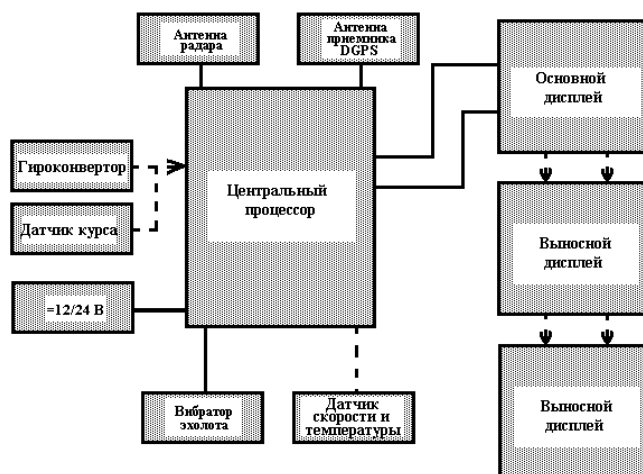 Антенна
радара
Антенна
приемника
DGPS
Основной
дисплей
Гироконвертор
Центральный
процессор
Датчик курса
Выносной
дисплей
=12/24 В
Вибратор
эхолота
Датчик
скорости и
температуры
Выносной
дисплей